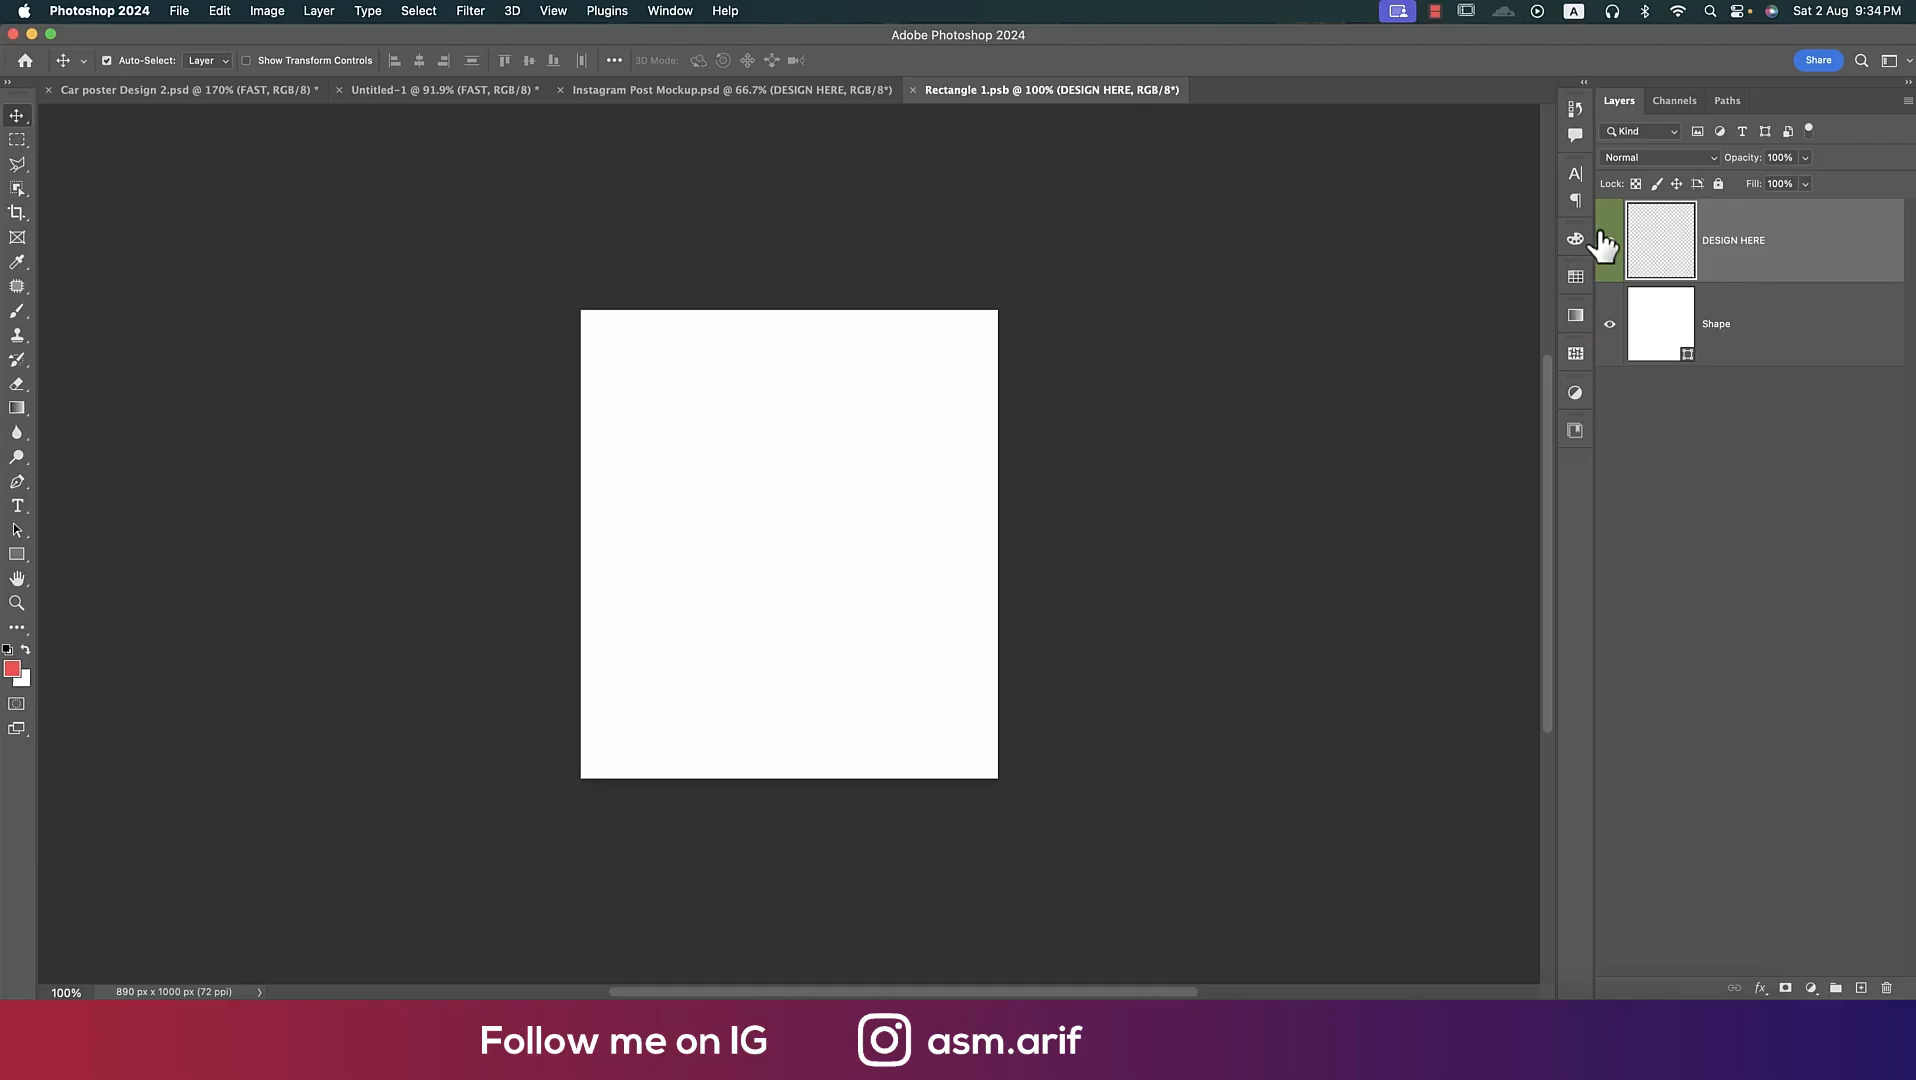 Photoshop 2024 File Edit Image Layer Type Select Filter 3D View Plugins Window Help A Sat 2 Aug 9:34 PM
Adobe Photoshop 2024
Auto-Select: Layer Show Transform Controls 3D Mode: Share
Car poster Design 2.psd @ 170% (FAST, RGB/8) * Untitled-1 @ 91.9% (FAST, RGB/8) * Instagram Post Mockup.psd @ 66.7% (DESIGN HERE, RGB/8*) Rectangle 1.psb @ 100% (DESIGN HERE, RGB/8*)
Layers Channels Paths
Kind
Normal Opacity: 100%
Lock: Fill: 100%
DESIGN HERE
Shape
100% 890 px x 1000 px (72 ppi)
fx
Follow me on IG asm.arif